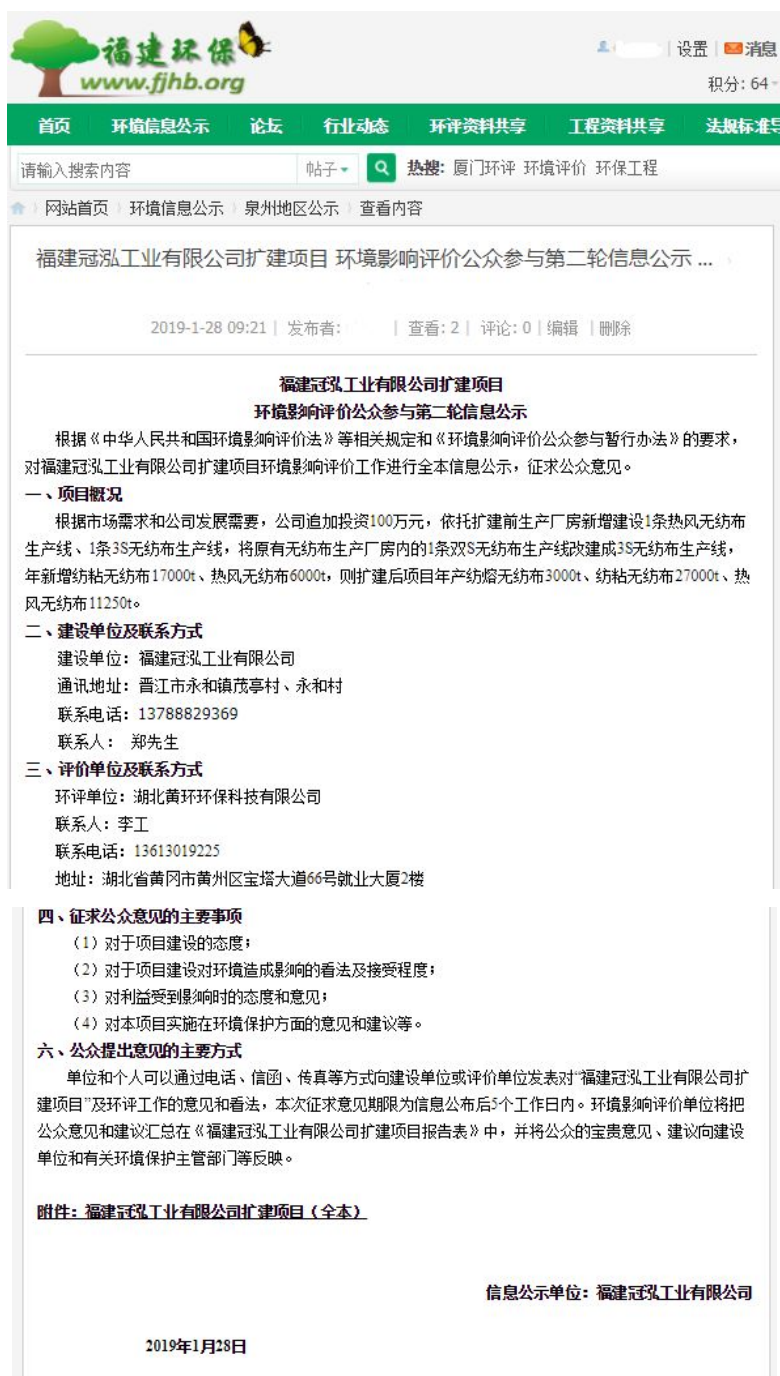 福建环保
www.fjhb.org
设置 | 消息
积分: 64
首页 环境信息公示 论坛 行业动态 环评资料共享 工程资料共享 法规标准导
请输入搜索内容 帖子 热搜: 厦门环评 环境评价 环保工程
网站首页 环境信息公示 泉州地区公示 查看内容
福建冠泓工业有限公司扩建项目 环境影响评价公众参与第二轮信息公示 ...
2019-1-28 09:21 | 发布者: | 查看: 2 | 评论: 0 | 编辑 | 删除
福建冠泓工业有限公司扩建项目
环境影响评价公众参与第二轮信息公示
根据《中华人民共和国环境影响评价法》等相关规定和《环境影响评价公众参与暂行办法》的要求，
对福建冠泓工业有限公司扩建项目环境影响评价工作进行全本信息公示，征求公众意见。
一、项目概况
根据市场需求和公司发展需要，公司追加投资100万元，依托扩建前生产厂房新增建设1条热风无纺布
生产线、1条3S无纺布生产线，将原有无纺布生产厂房内的1条双S无纺布生产线改建成3S无纺布生产线，
年新增纺粘无纺布17000t、热风无纺布6000t，则扩建后项目年产纺熔无纺布3000t、纺粘无纺布27000t、热
风无纺布11250t。
二、建设单位及联系方式
建设单位：福建冠泓工业有限公司
通讯地址：晋江市永和镇茂亭村、永和村
联系电话：13788829369
联系人： 郑先生
三、评价单位及联系方式
环评单位：湖北黄环环保科技有限公司
联系人：李工
联系电话：13613019225
地址：湖北省黄冈市黄州区宝塔大道66号就业大厦2楼
四、征求公众意见的主要事项
（1）对于项目建设的态度；
（2）对于项目建设对环境造成影响的看法及接受程度；
（3）对利益受到影响时的态度和意见；
（4）对本项目实施在环境保护方面的意见和建议等。
六、公众提出意见的主要方式
单位和个人可以通过电话、信函、传真等方式向建设单位或评价单位发表对“福建冠泓工业有限公司扩
建项目”及环评工作的意见和看法，本次征求意见期限为信息公布后5个工作日内。环境影响评价单位将把
公众意见和建议汇总在《福建冠泓工业有限公司扩建项目报告表》中，并将公众的宝贵意见、建议向建设
单位和有关环境保护主管部门等反映。
附件：福建冠泓工业有限公司扩建项目（全本）
信息公示单位：福建冠泓工业有限公司
2019年1月28日